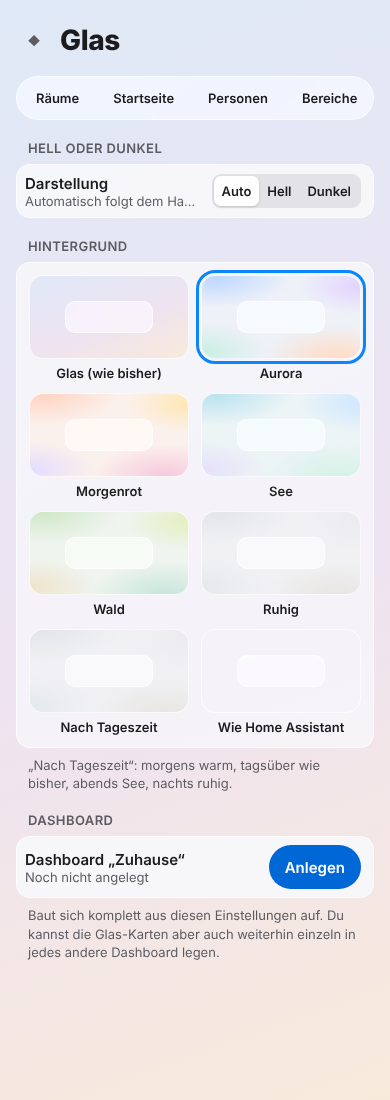 Glas
Räume Startseite Personen Bereiche
HELL ODER DUNKEL
Darstellung
Automatisch folgt dem Ha...
Auto Hell Dunkel
HINTERGRUND
Glas (wie bisher) Aurora
Morgenrot See
Wald Ruhig
Nach Tageszeit Wie Home Assistant
„Nach Tageszeit“: morgens warm, tagsüber wie
bisher, abends See, nachts ruhig.
DASHBOARD
Dashboard „Zuhause“
Noch nicht angelegt
Anlegen
Baut sich komplett aus diesen Einstellungen auf. Du
kannst die Glas-Karten aber auch weiterhin einzeln in
jedes andere Dashboard legen.